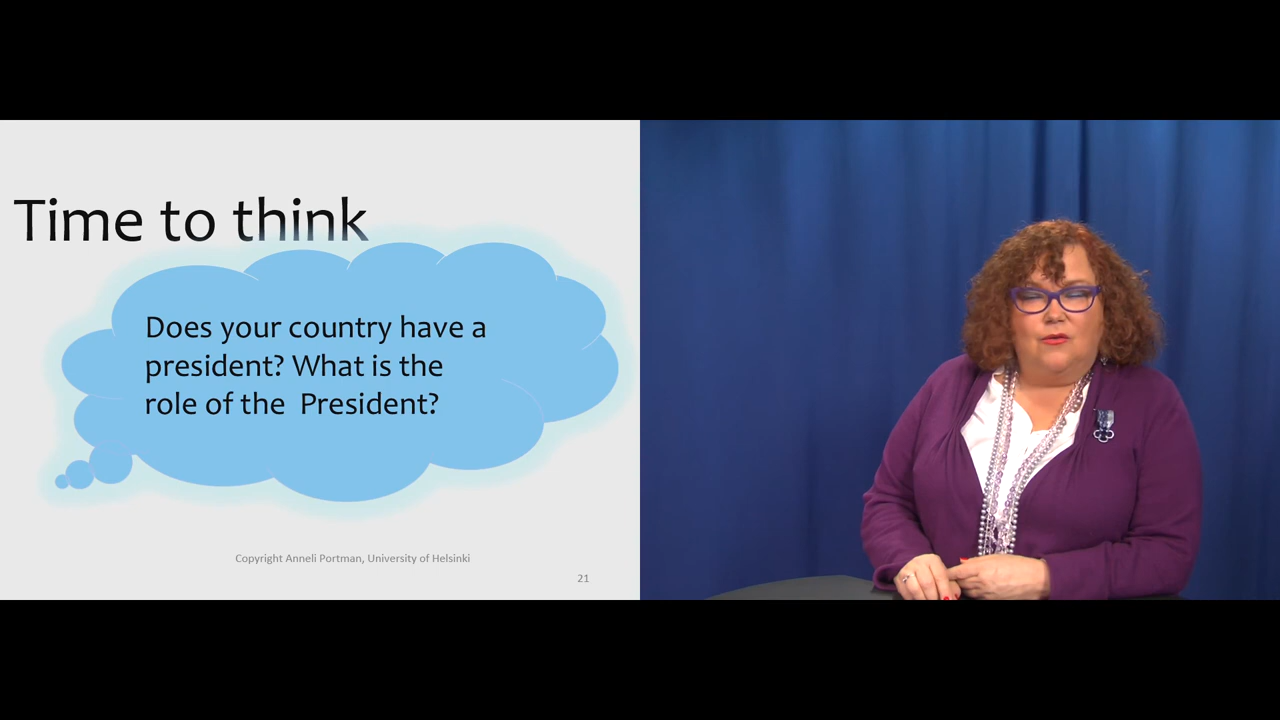 Time to think
Does your country have a
president? What is the
role of the  President?
Copyright Anneli Portman, University of Helsinki
21